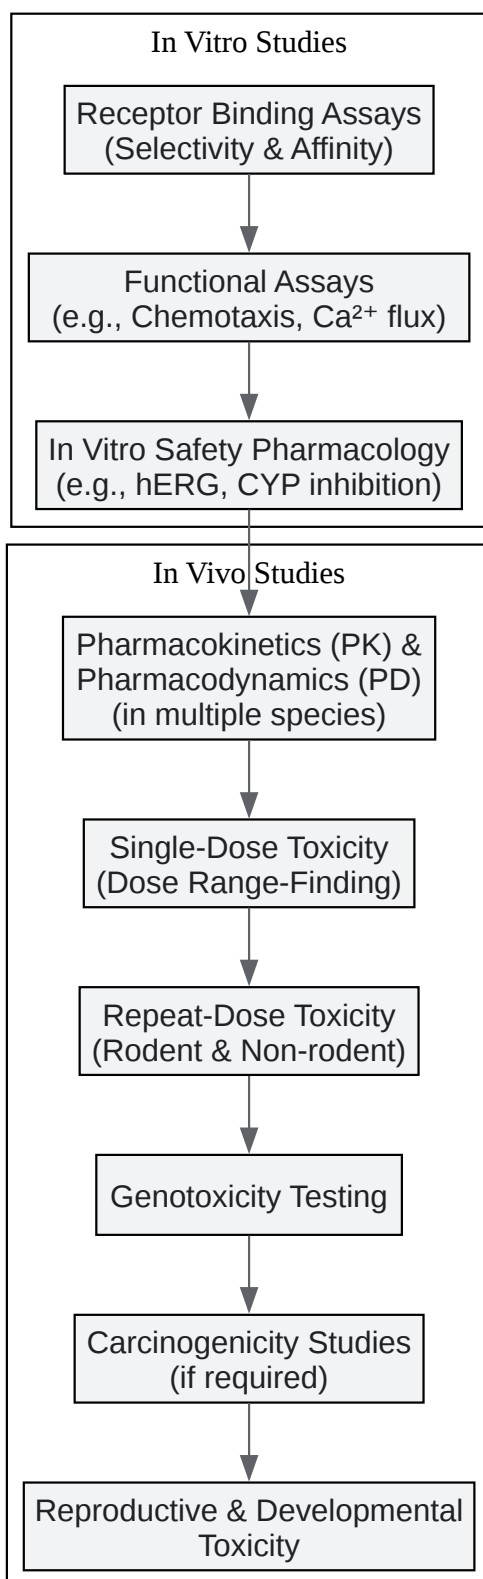 In Vitro Studies
Receptor Binding Assays
(Selectivity & Affinity)
Functional Assays
(e.g., Chemotaxis, Ca²⁺ flux)
In Vitro Safety Pharmacology
(e.g., hERG, CYP inhibition)
In Vivo Studies
Pharmacokinetics (PK) &
Pharmacodynamics (PD)
(in multiple species)
Single-Dose Toxicity
(Dose Range-Finding)
Repeat-Dose Toxicity
(Rodent & Non-rodent)
Genotoxicity Testing
Carcinogenicity Studies
(if required)
Reproductive & Developmental
Toxicity